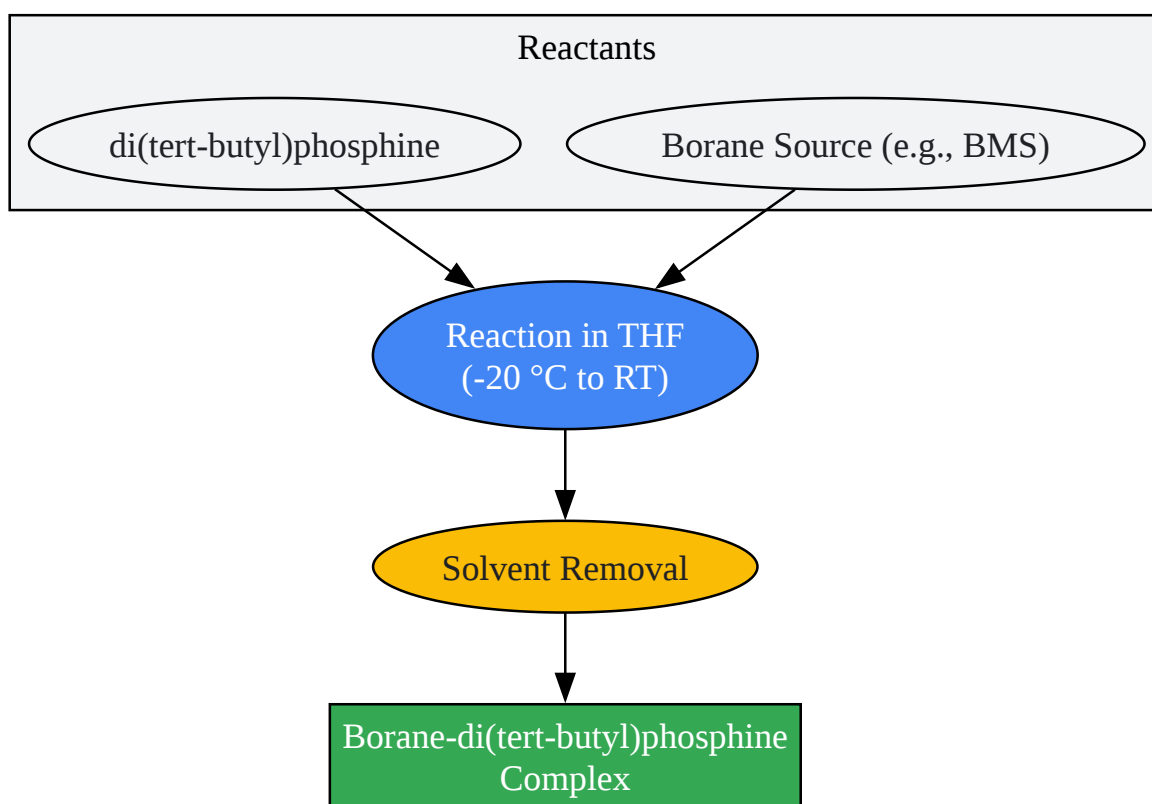 Reactants
di(tert-butyl)phosphine
Borane Source (e.g., BMS)
Reaction in THF
(-20 °C to RT)
Solvent Removal
Borane-di(tert-butyl)phosphine
Complex